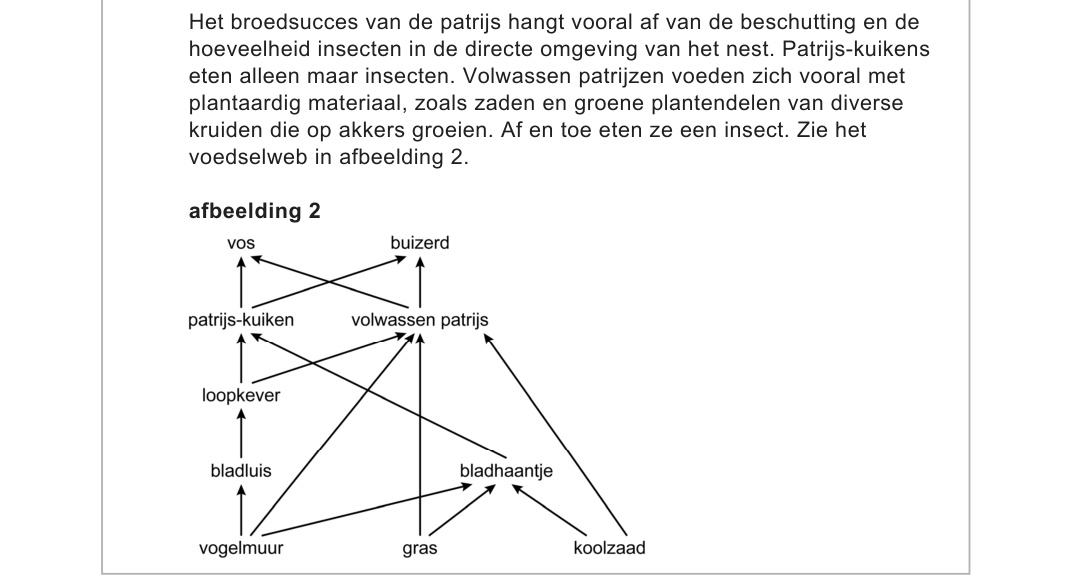 Het broedsucces van de patrijs hangt vooral af van de beschutting en de
hoeveelheid insecten in de directe omgeving van het nest. Patrijs-kuikens
eten alleen maar insecten. Volwassen patrijzen voeden zich vooral met
plantaardig materiaal, zoals zaden en groene plantendelen van diverse
kruiden die op akkers groeien. Af en toe eten ze een insect. Zie het
voedselweb in afbeelding 2.
afbeelding 2
vos buizerd
patrijs-kuiken volwassen patrijs
loopkever
bladluis bladhaantje
vogelmuur gras koolzaad